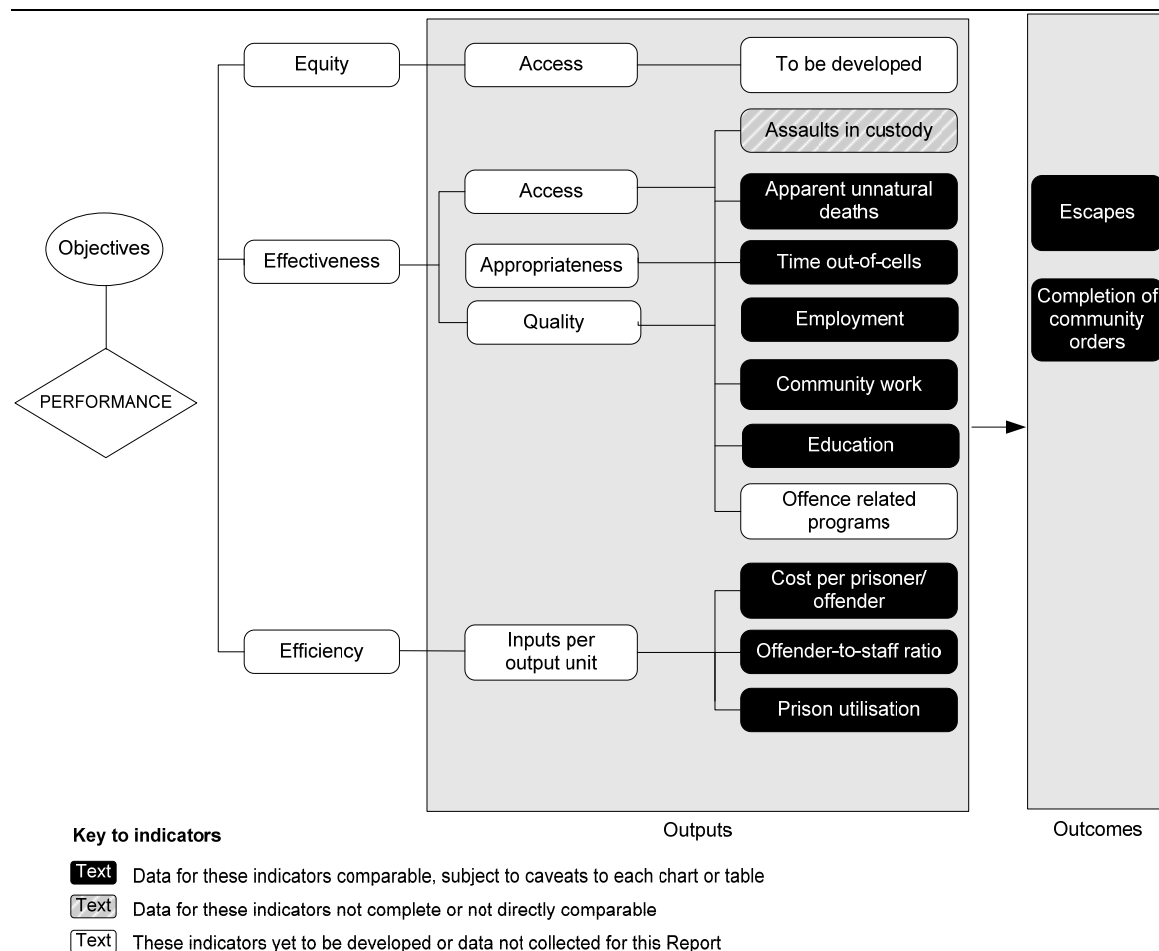 Equity
Access
To be developed
Assaults in custody
Access
Apparent unnatural
deaths
Escapes
Objectives
Effectiveness
Appropriateness
Time out-of-cells
Quality
Employment
Completion of
community
orders
PERFORMANCE
Community work
Education
Offence related
programs
Cost per prisoner/
offender
Efficiency
Inputs per
output unit
Offender-to-staff ratio
Prison utilisation
Outputs
Outcomes
Key to indicators
Text Data for these indicators comparable, subject to caveats to each chart or table
Text Data for these indicators not complete or not directly comparable
Text These indicators yet to be developed or data not collected for this Report